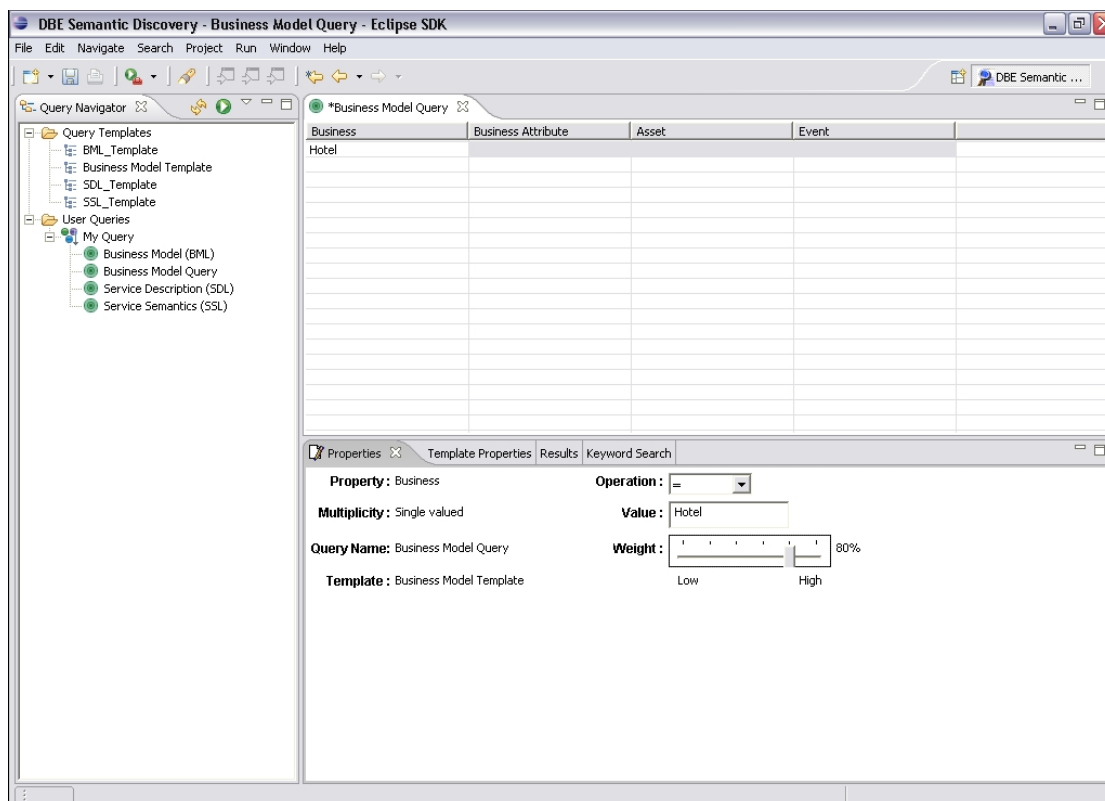 DBE Semantic Discovery - Business Model Query - Eclipse SDK
File Edit Navigate Search Project Run Window Help
DBE Semantic ...
Query Navigator
Query Templates
BML_Template
Business Model Template
SDL_Template
SSL_Template
User Queries
My Query
Business Model (BML)
Business Model Query
Service Description (SDL)
Service Semantics (SSL)
*Business Model Query
Business Business Attribute Asset Event
Hotel
Properties Template Properties Results Keyword Search
Property : Business Operation : =
Multiplicity : Single valued Value : Hotel
Query Name: Business Model Query Weight : 80%
Template : Business Model Template Low High